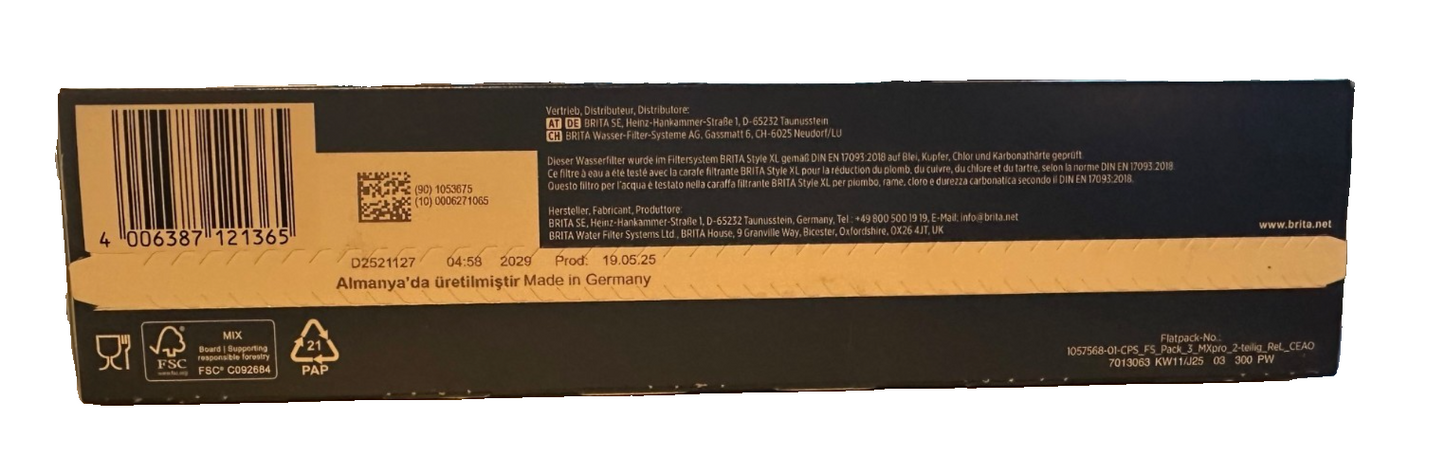 4 006387 121365
(90) 1053675
(10) 0006271065
Vertrieb, Distributeur, Distributore:
AT DE BRITA SE, Heinz-Hankammer-Straße 1, D-65232 Taunusstein
CH BRITA Wasser-Filter-Systeme AG, Gassmatt 6, CH-6025 Neudorf/LU
Dieser Wasserfilter wurde im Filtersystem BRITA Style XL gemäß DIN EN 17093:2018 auf Blei, Kupfer, Chlor und Karbonathärte geprüft.
Ce filtre à eau a été testé avec la carafe filtrante BRITA Style XL pour la réduction du plomb, du cuivre, du chlore et du tartre, selon la norme DIN EN 17093:2018.
Questo filtro per l'acqua è testato nella caraffa filtrante BRITA Style XL per piombo, rame, cloro e durezza carbonatica secondo il DIN EN 17093:2018.
Hersteller, Fabricant, Produttore:
BRITA SE, Heinz-Hankammer-Straße 1, D-65232 Taunusstein, Germany, Tel.: +49 800 500 19 19, E-Mail: info@brita.net
BRITA Water Filter Systems Ltd., BRITA House, 9 Granville Way, Bicester, Oxfordshire, OX26 4JT, UK
www.brita.net
D2521127 04:58 2029 Prod: 19.05.25
Almanya'da üretilmiştir Made in Germany
MIX
Board | Supporting
responsible forestry
FSC
www.fsc.org
FSC® C092684
21
PAP
Flatpack-No.:
1057568-01-CPS_FS_Pack_3_MXpro_2-teilig_Rel._CEAO
7013063 KW11/J25 03 300 PW